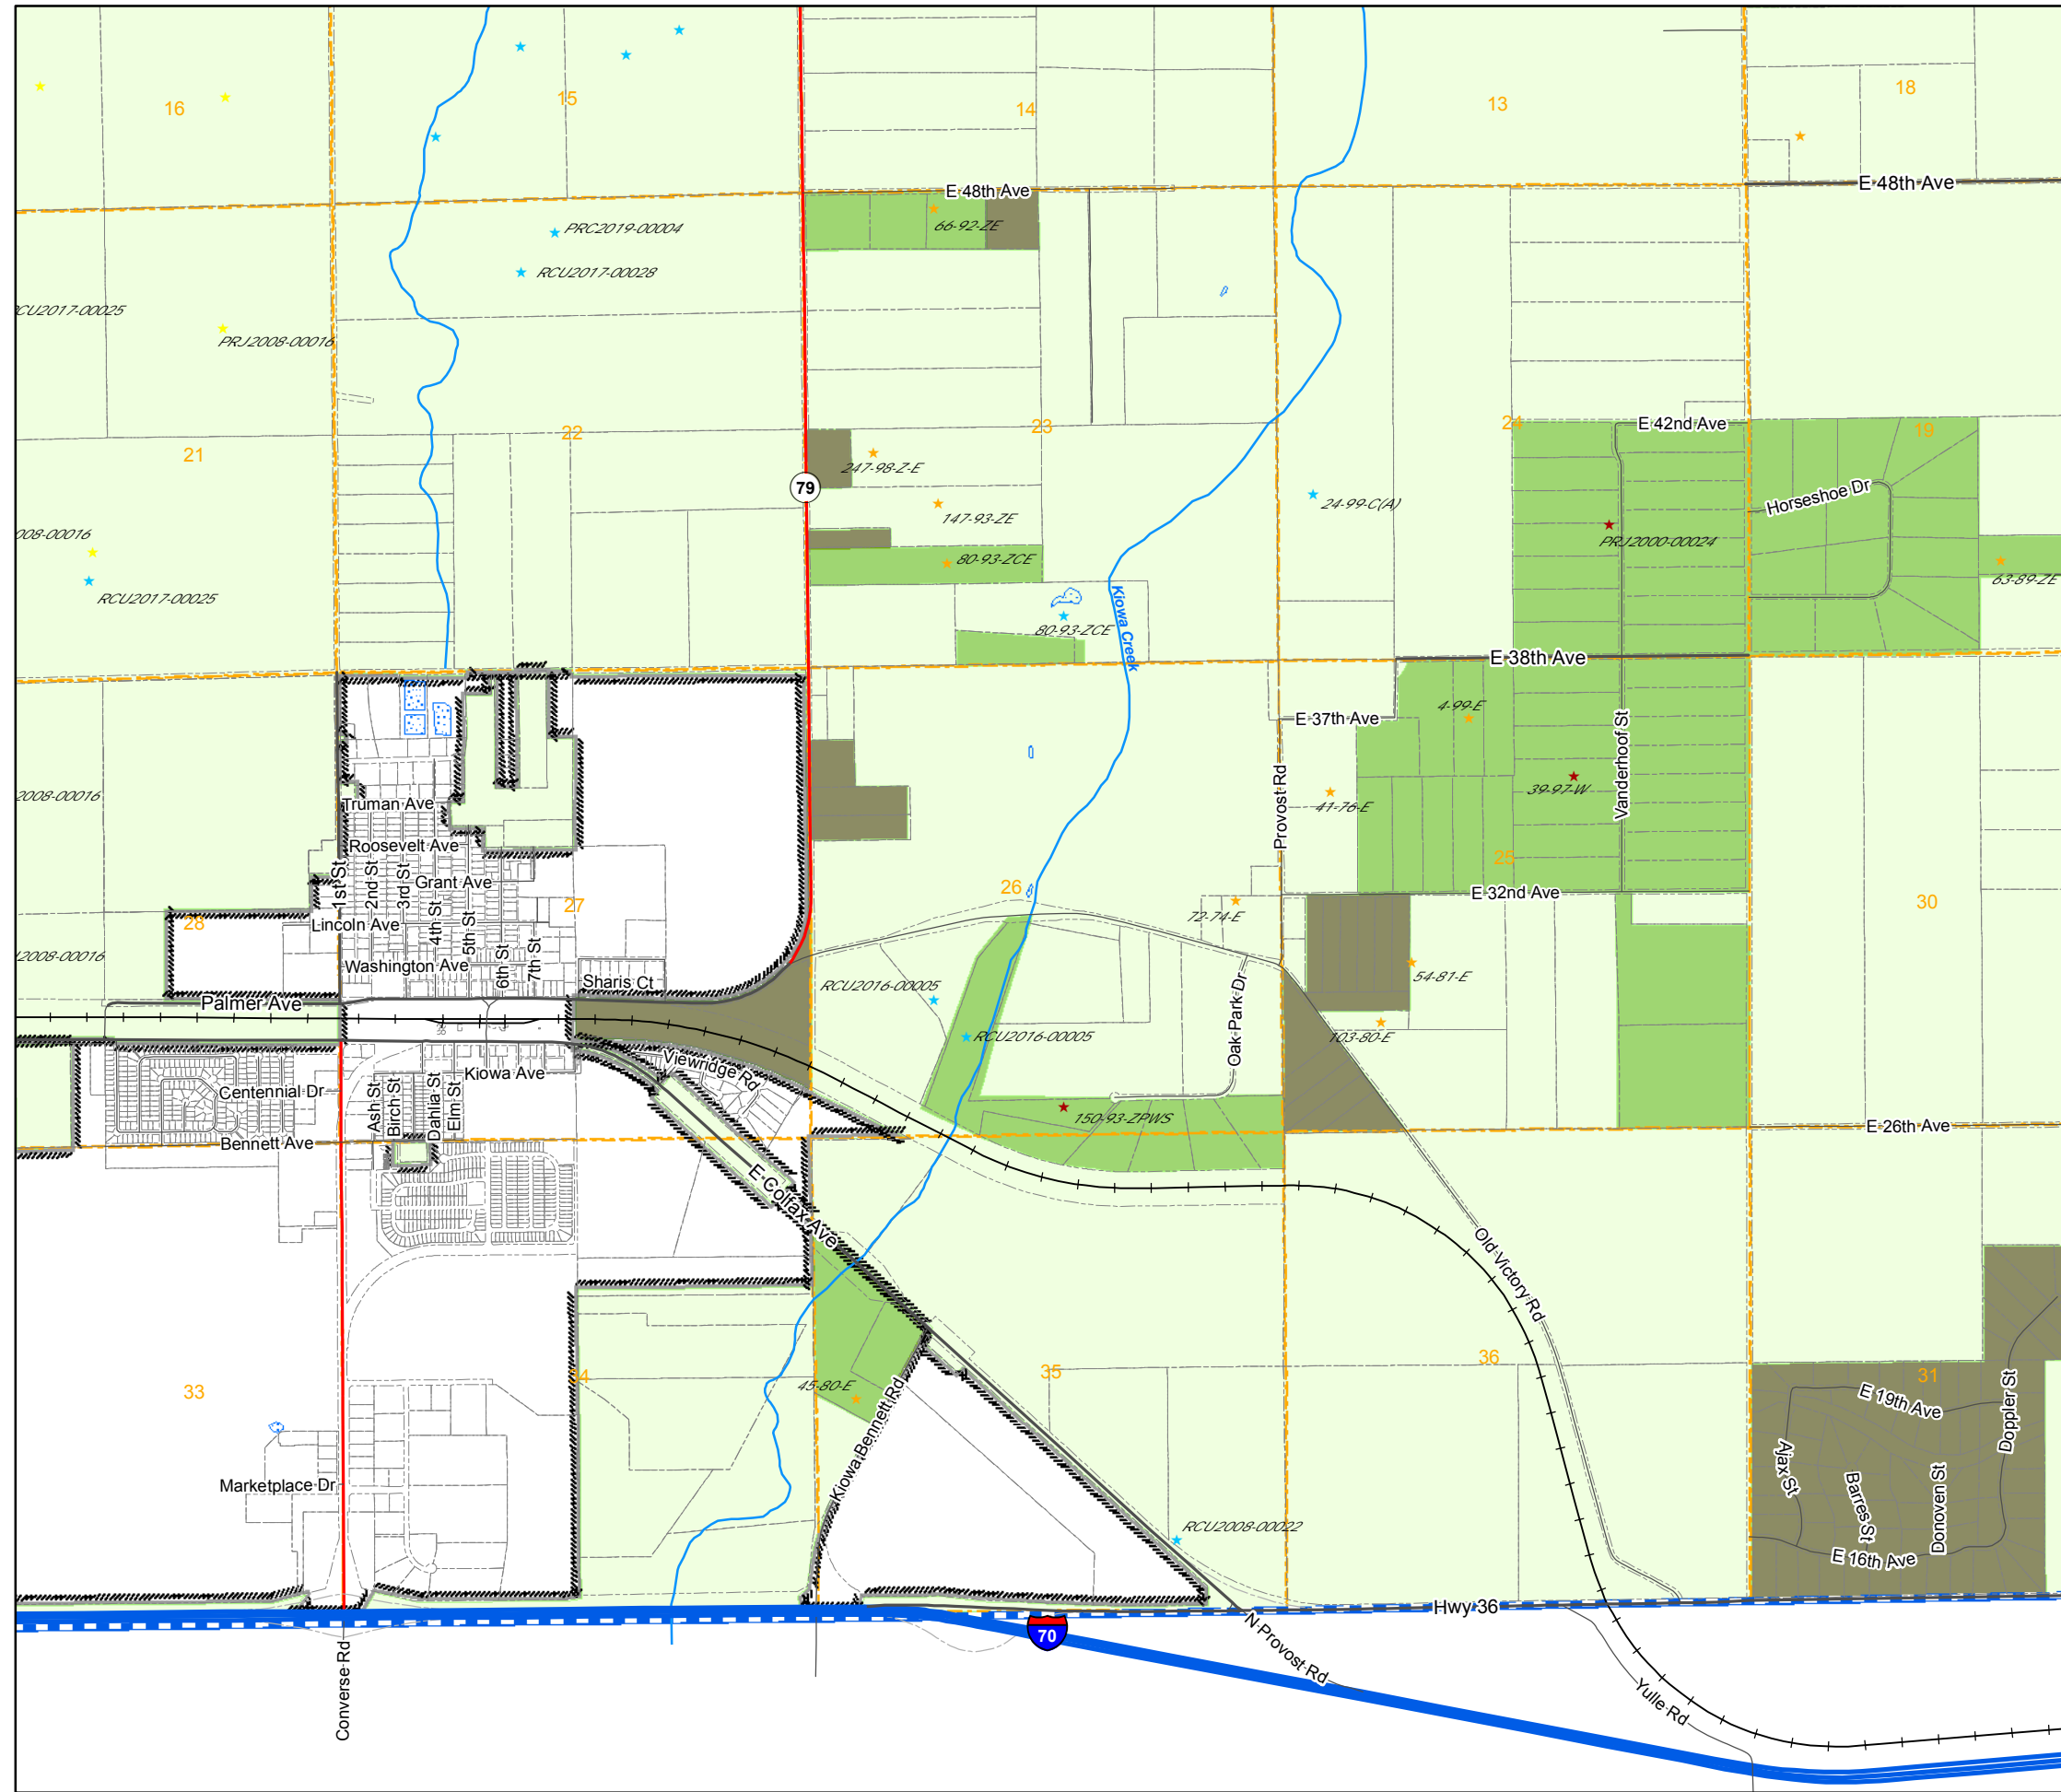 16
15
14
13
18
E 48th Ave
E 48th Ave
66-92-ZE
PRC2019-00004
RCU2017-00028
CU2017-00025
PRJ2008-00016
21
22
23
24
19
E 42nd Ave
247-98-Z-E
79
147-93-ZE
24-99-C(A)
Horseshoe Dr
008-00016
PRJ2000-00024
80-93-ZCE
63-89-ZE
RCU2017-00025
80-93-ZCE
Kiowa Creek
E 38th Ave
E 37th Ave
4-99-E
Vanderhoof St
Provost Rd
39-97-W
41-76-E
2008-00016
Truman Ave
Roosevelt Ave
1st St
2nd St
3rd St
Grant Ave
4th St
5th St
6th St
7th St
25
26
27
28
30
E 32nd Ave
72-74-E
Lincoln Ave
2008-00016
Washington Ave
Sharis Ct
54-81-E
Palmer Ave
RCU2016-00005
RCU2016-00005
Oak Park Dr
103-80-E
Viewridge Rd
Kiowa Ave
Centennial Dr
Ash St
Birch St
Dahlia St
Elm St
Bennett Ave
150-93-ZPWS
E 26th Ave
E Colfax Ave
Old Victory Rd
33
34
35
36
31
45-80-E
Kiowa Bennett Rd
E 19th Ave
Doppler St
Ajax St
Barres St
Donoven St
E 16th Ave
Marketplace Dr
RCU2008-00022
Hwy 36
70
N Provost Rd
Converse Rd
Yulle Rd